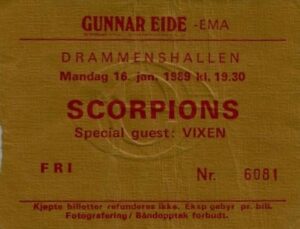 GUNNAR EIDE -EMA
DRAMMENSHALLEN
Mandag 16. jan. 1989 kl. 19.30
SCORPIONS
Special guest: VIXEN
FRI Nr. 6081
Kjøpte billetter refunderes ikke. Eksp gebyr pr. bill.
Fotografering / Båndopptak forbudt.